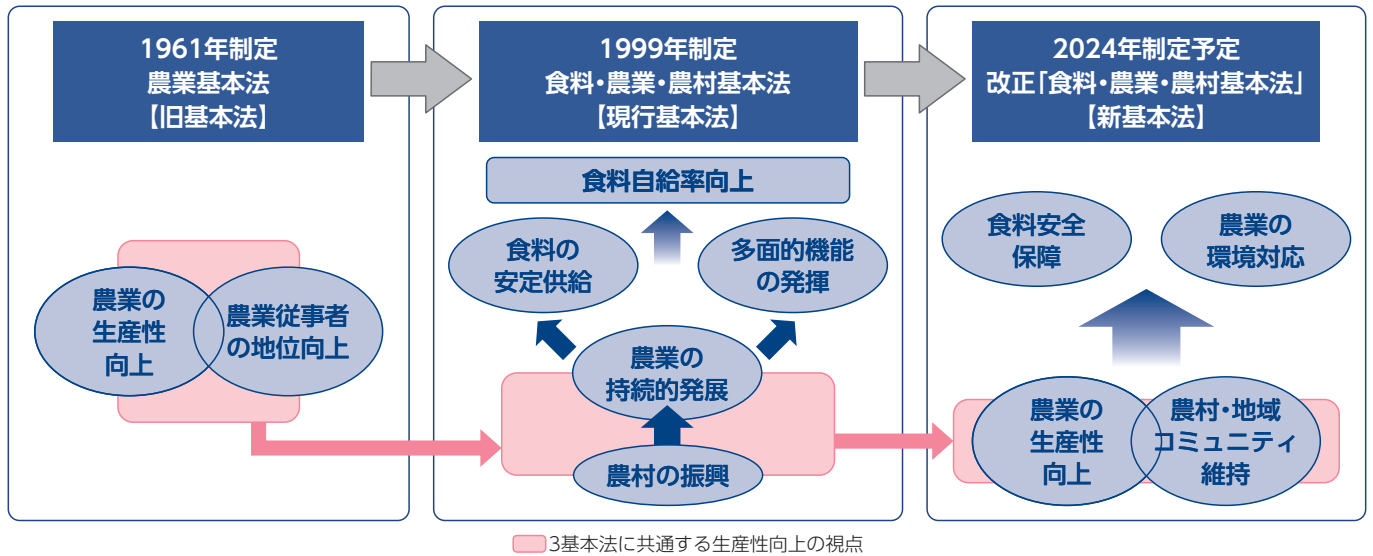 1961年制定
農業基本法
【旧基本法】
農業の
生産性
向上
農業従事者
の地位向上
1999年制定
食料・農業・農村基本法
【現行基本法】
食料自給率向上
食料の
安定供給
多面的機能
の発揮
農業の
持続的発展
農村の振興
2024年制定予定
改正「食料・農業・農村基本法」
【新基本法】
食料安全
保障
農業の
環境対応
農業の
生産性
向上
農村・地域
コミュニティ
維持
3基本法に共通する生産性向上の視点